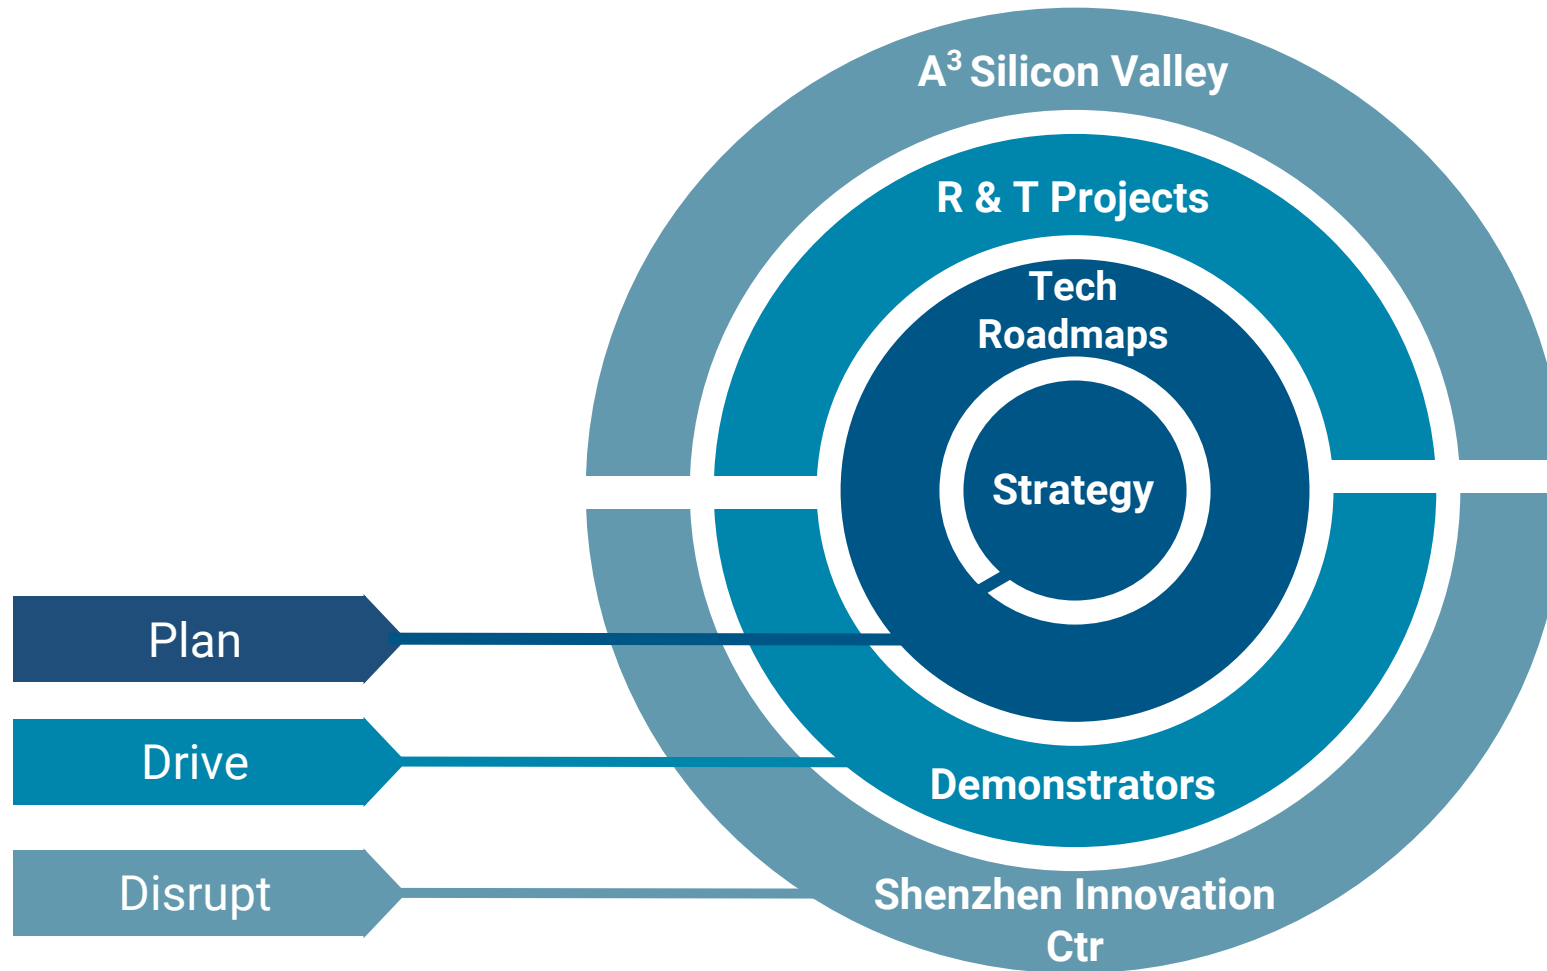 A³ Silicon Valley
R & T Projects
Tech
Roadmaps
Strategy
Plan
Drive
Demonstrators
Disrupt
Shenzhen Innovation
Ctr